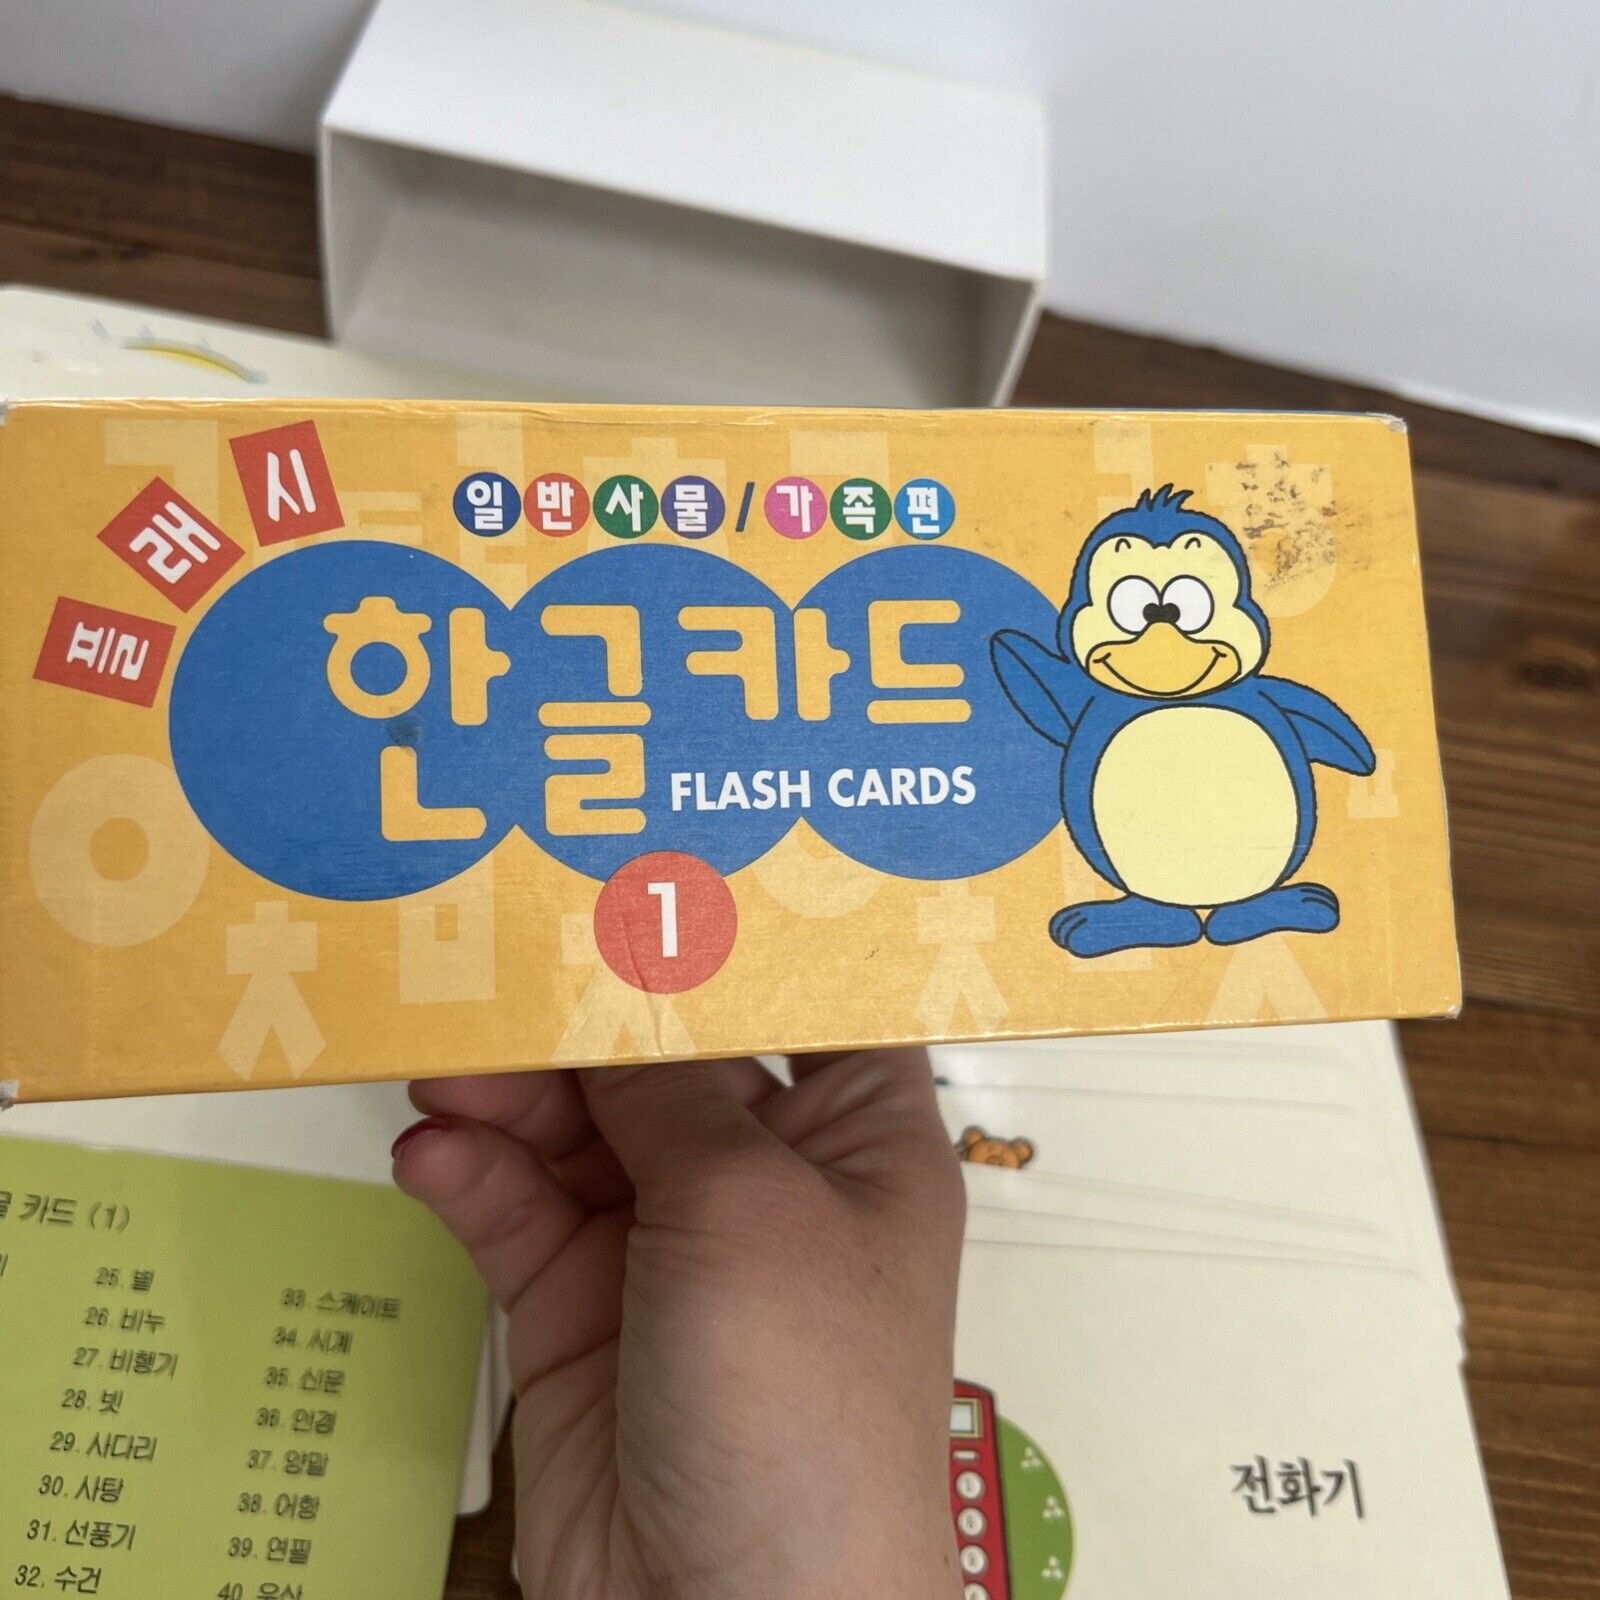 플래시
일반사물/가족편
한글카드
FLASH CARDS
1
카드 (1)
25. 별
26. 비누
27. 비행기
28. 빗
29. 사다리
30. 사탕
31. 선풍기
32. 수건
33. 스케이트
34. 시계
35. 신문
36. 안경
37. 양말
38. 어항
39. 연필
40. 우산
전화기